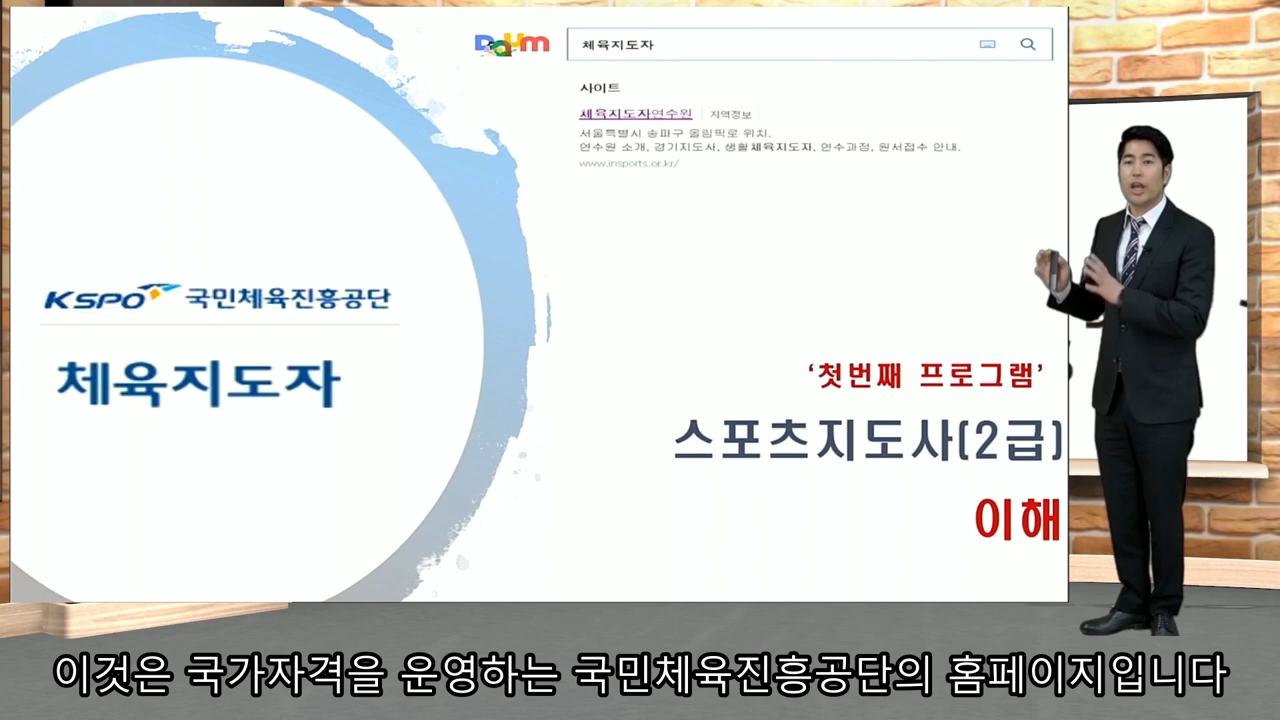 Daum
체육지도자
사이트
체육지도자연수원 지역정보
서울특별시 송파구 올림픽로 위치.
연수원 소개, 경기지도사, 생활체육지도자, 연수과정, 원서접수 안내.
www.insports.or.kr/
KSPO 국민체육진흥공단
체육지도자
‘첫번째 프로그램’
스포츠지도사(2급)
이해
이것은 국가자격을 운영하는 국민체육진흥공단의 홈페이지입니다